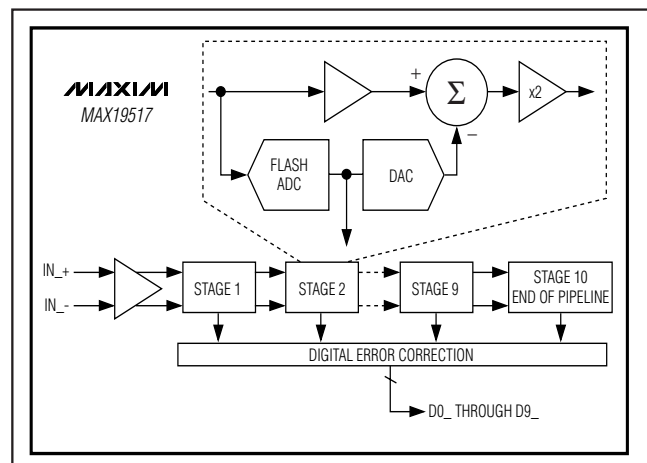 MAXIM
MAX19517
+
Σ
x2
−
FLASH
ADC
DAC
IN_+
IN_-
STAGE 1
STAGE 2
STAGE 9
STAGE 10
END OF PIPELINE
DIGITAL ERROR CORRECTION
D0_ THROUGH D9_